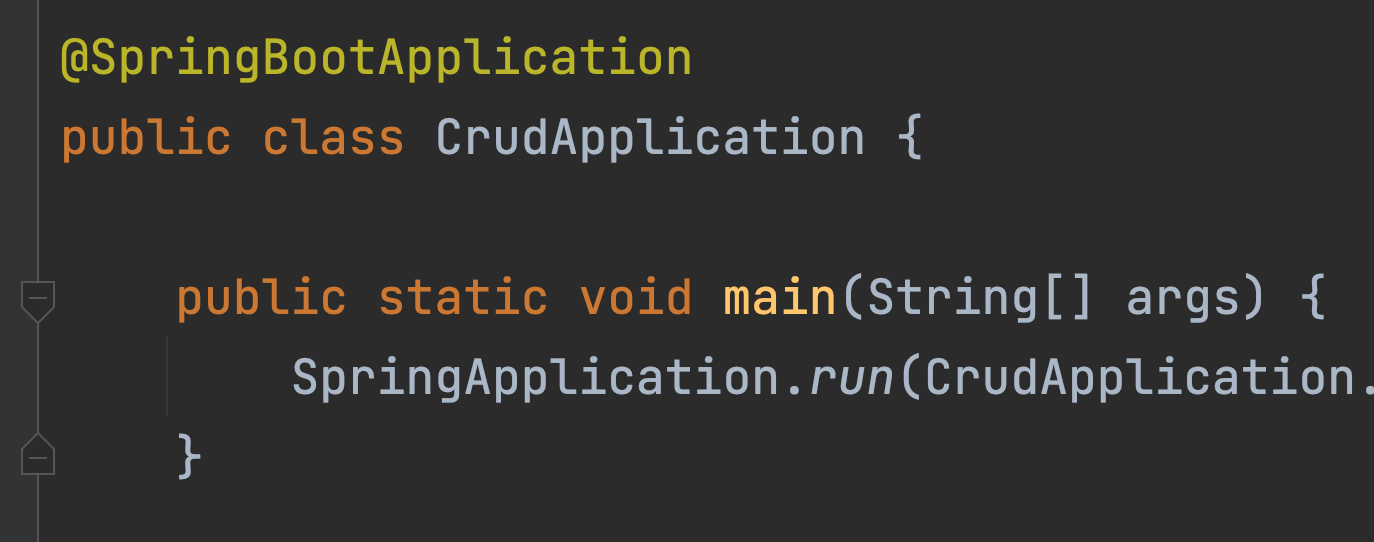 @SpringBootApplication
public class CrudApplication {
public static void main(String[] args) {
SpringApplication.run(CrudApplication.
}